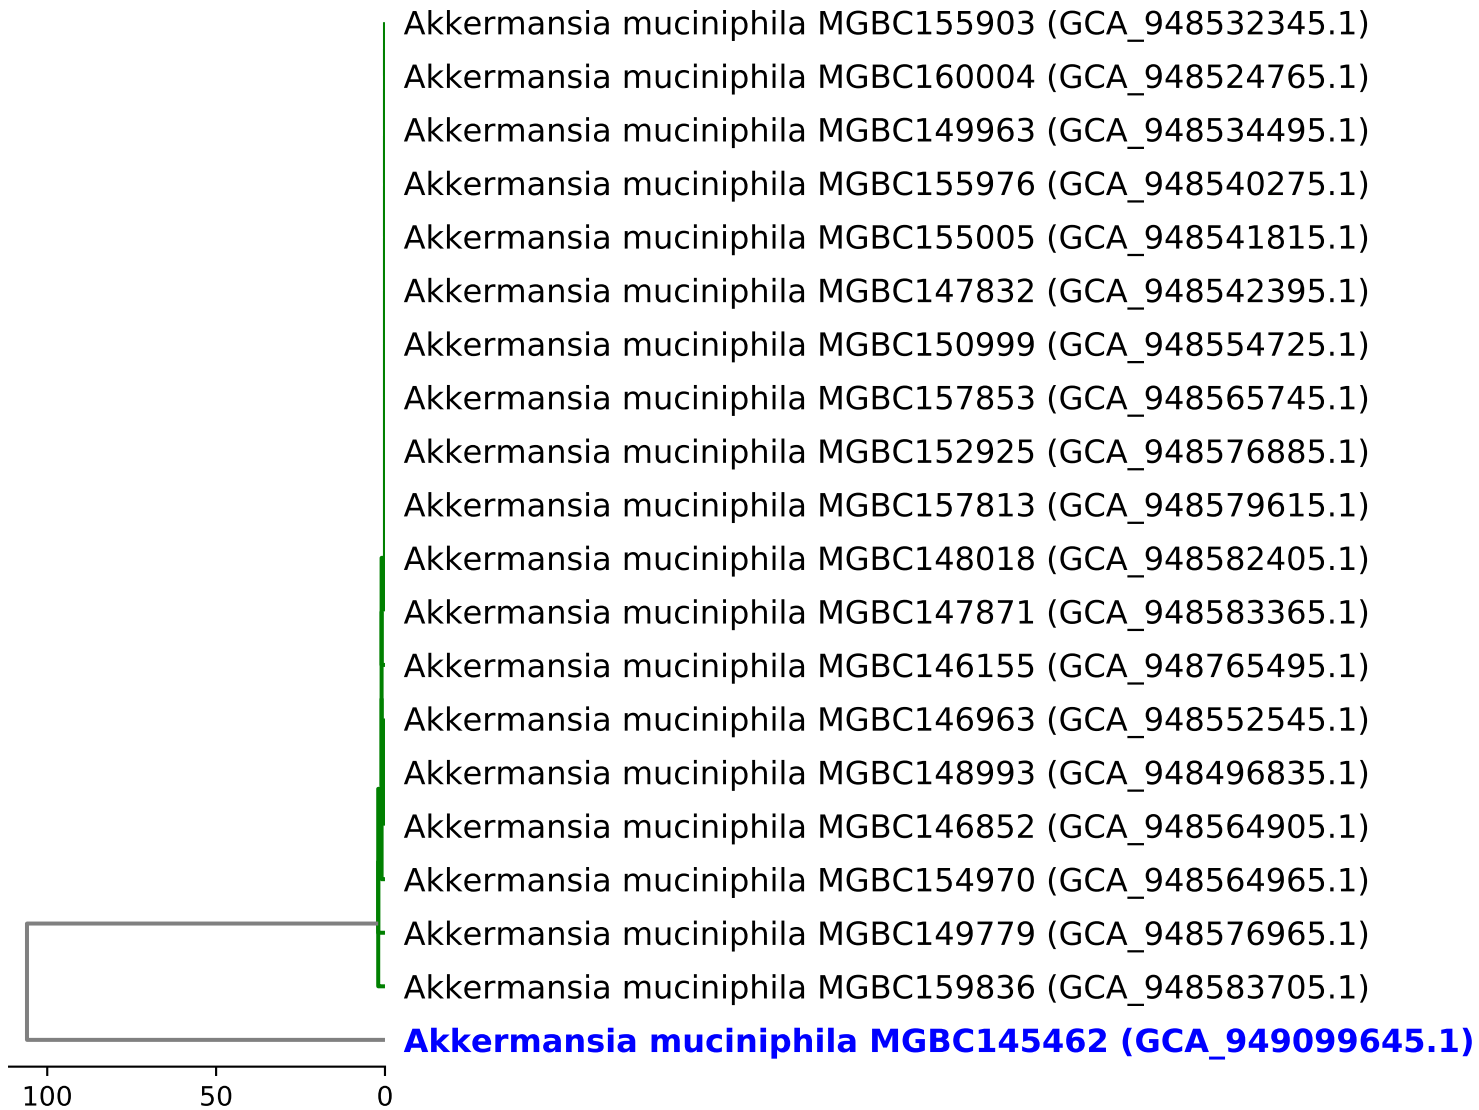 Akkermansia muciniphila MGBC155903 (GCA_948532345.1)
Akkermansia muciniphila MGBC160004 (GCA_948524765.1)
Akkermansia muciniphila MGBC149963 (GCA_948534495.1)
Akkermansia muciniphila MGBC155976 (GCA_948540275.1)
Akkermansia muciniphila MGBC155005 (GCA_948541815.1)
Akkermansia muciniphila MGBC147832 (GCA_948542395.1)
Akkermansia muciniphila MGBC150999 (GCA_948554725.1)
Akkermansia muciniphila MGBC157853 (GCA_948565745.1)
Akkermansia muciniphila MGBC152925 (GCA_948576885.1)
Akkermansia muciniphila MGBC157813 (GCA_948579615.1)
Akkermansia muciniphila MGBC148018 (GCA_948582405.1)
Akkermansia muciniphila MGBC147871 (GCA_948583365.1)
Akkermansia muciniphila MGBC146155 (GCA_948765495.1)
Akkermansia muciniphila MGBC146963 (GCA_948552545.1)
Akkermansia muciniphila MGBC148993 (GCA_948496835.1)
Akkermansia muciniphila MGBC146852 (GCA_948564905.1)
Akkermansia muciniphila MGBC154970 (GCA_948564965.1)
Akkermansia muciniphila MGBC149779 (GCA_948576965.1)
Akkermansia muciniphila MGBC159836 (GCA_948583705.1)
Akkermansia muciniphila MGBC145462 (GCA_949099645.1)
100 50 0